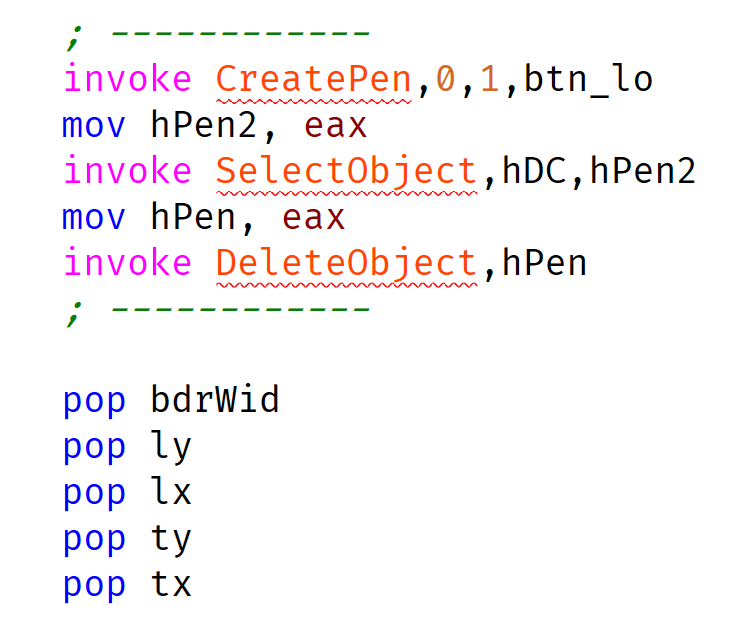 ; ------------
invoke CreatePen,0,1,btn_lo
mov hPen2, eax
invoke SelectObject,hDC,hPen2
mov hPen, eax
invoke DeleteObject,hPen
; ------------
pop bdrWid
pop ly
pop lx
pop ty
pop tx